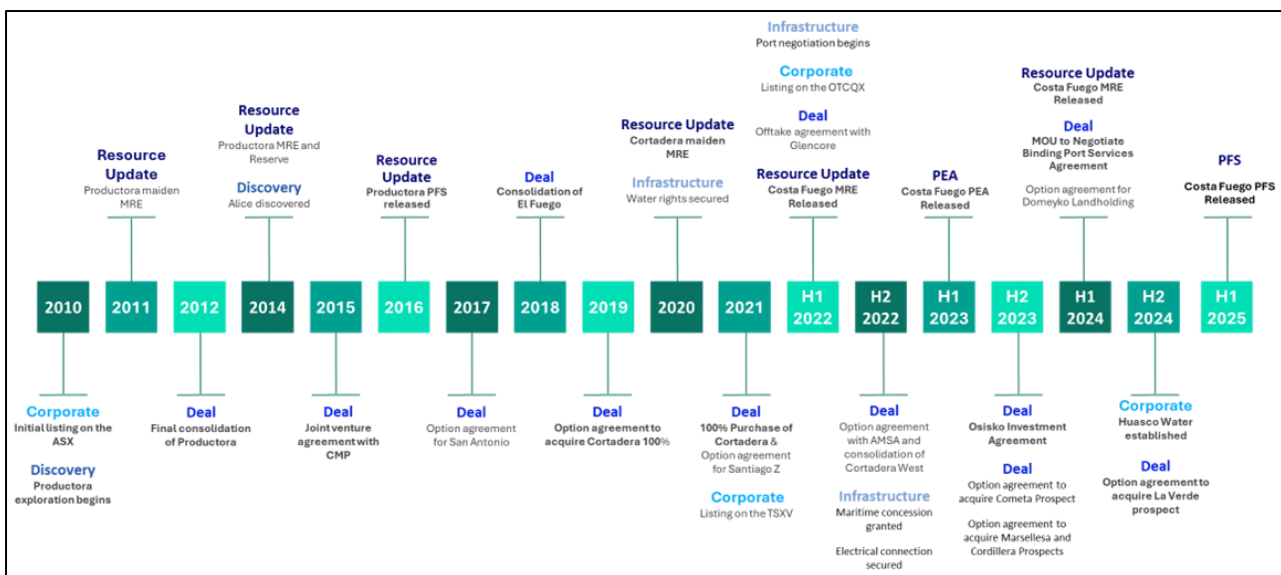 Infrastructure
Port negotiation begins
Corporate
Listing on the OTCQX
Deal
Offtake agreement with
Glencore
Resource Update
Costa Fuego MRE
Released
Resource
Update
Productora maiden
MRE
Resource
Update
Productora MRE and
Reserve
Discovery
Alice discovered
Resource
Update
Productora PFS
released
Deal
Consolidation of
El Fuego
Resource Update
Cortadera maiden
MRE
Infrastructure
Water rights secured
PEA
Costa Fuego PEA
Released
Resource Update
Costa Fuego MRE
Released
Deal
MOU to Negotiate
Binding Port Services
Agreement
Option agreement for
Domeyko Landholding
PFS
Costa Fuego PFS
Released
2010
2011
2012
2014
2015
2016
2017
2018
2019
2020
2021
H1
2022
H2
2022
H1
2023
H2
2023
H1
2024
H2
2024
H1
2025
Corporate
Initial listing on the
ASX
Discovery
Productora
exploration begins
Deal
Final consolidation
of Productora
Deal
Joint venture
agreement with
CMP
Deal
Option agreement
for San Antonio
Deal
Option agreement to
acquire Cortadera 100%
Deal
100% Purchase of
Cortadera &
Option agreement
for Santiago Z
Corporate
Listing on the TSXV
Deal
Option agreement
with AMSA and
consolidation of
Cortadera West
Infrastructure
Maritime concession
granted
Electrical connection
secured
Deal
Osisko Investment
Agreement
Deal
Option agreement to
acquire Cometa Prospect
Option agreement to
acquire Marsellesa and
Cordillera Prospects
Corporate
Huasco Water
established
Deal
Option agreement to
acquire La Verde
prospect